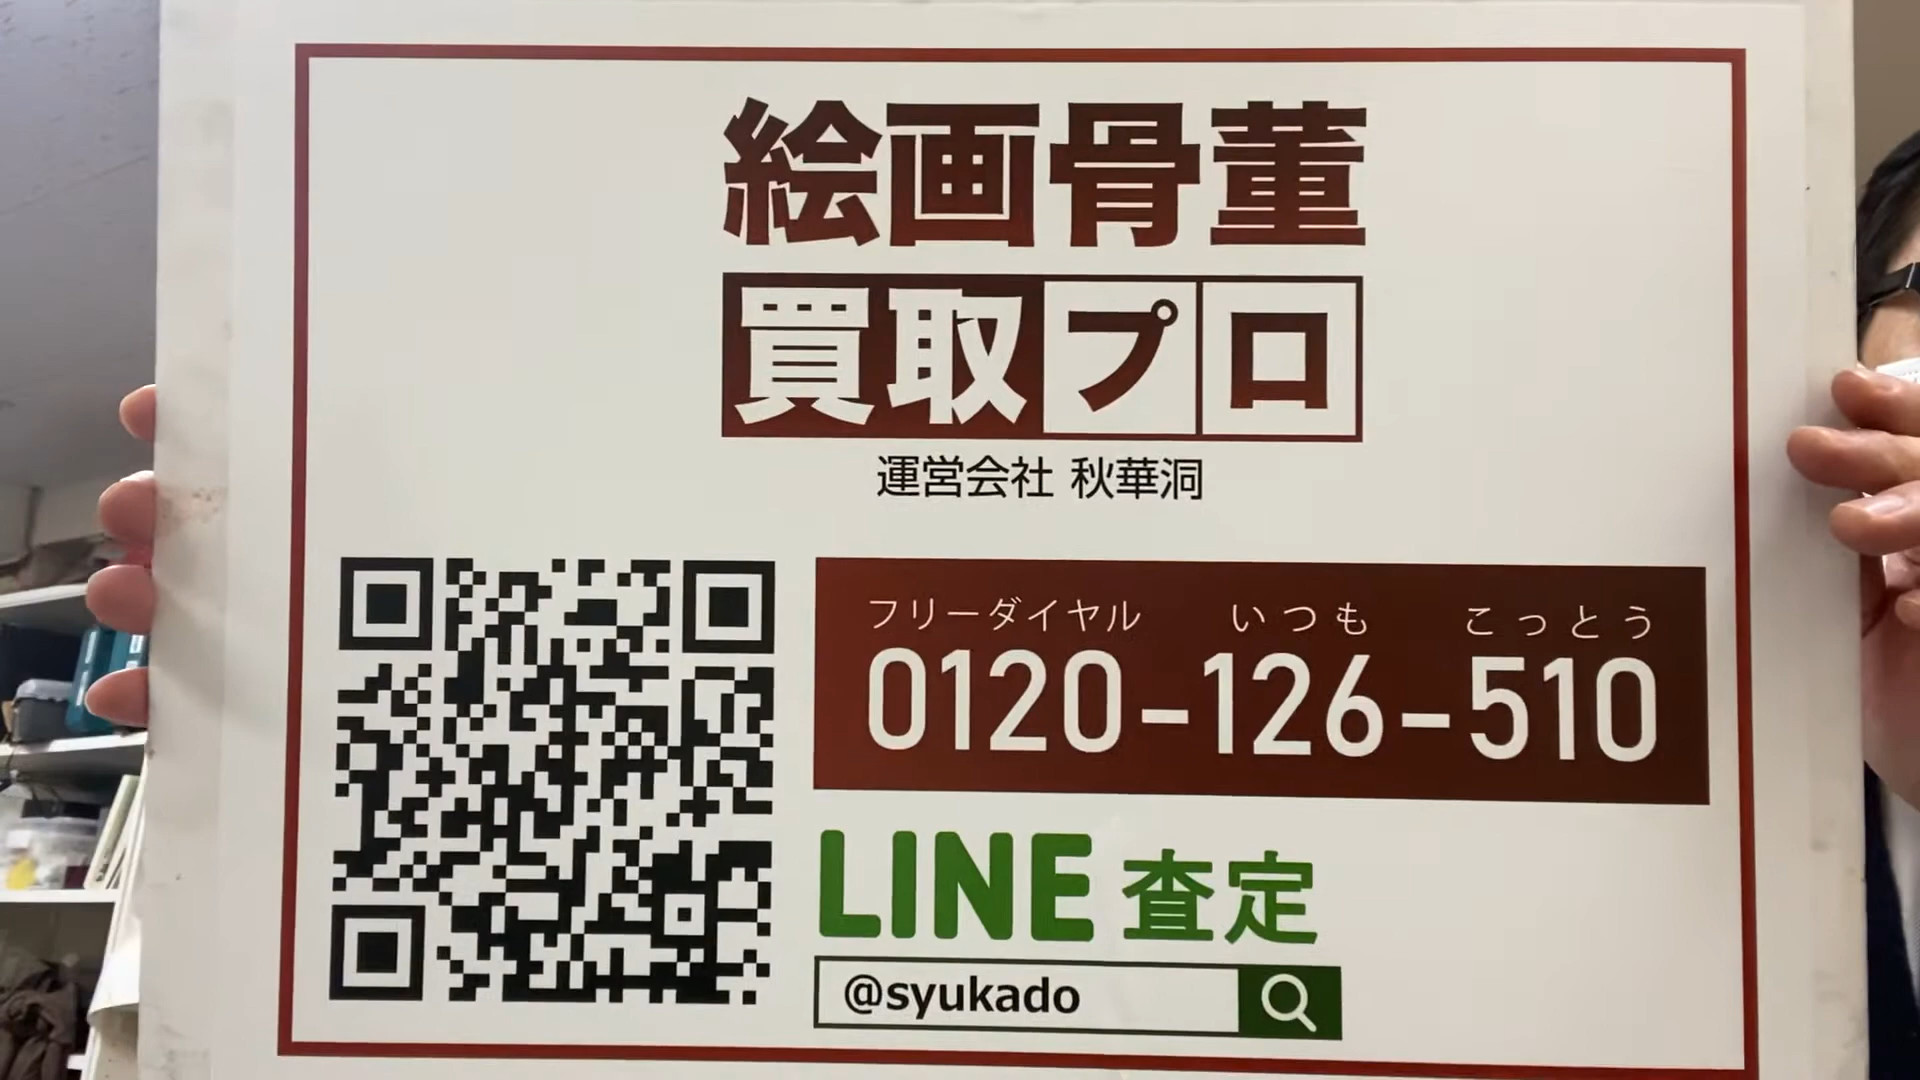 絵画骨董
買取プロ
運営会社 秋華洞
フリーダイヤル いつも こっとう
0120-126-510
LINE 査定
@syukado